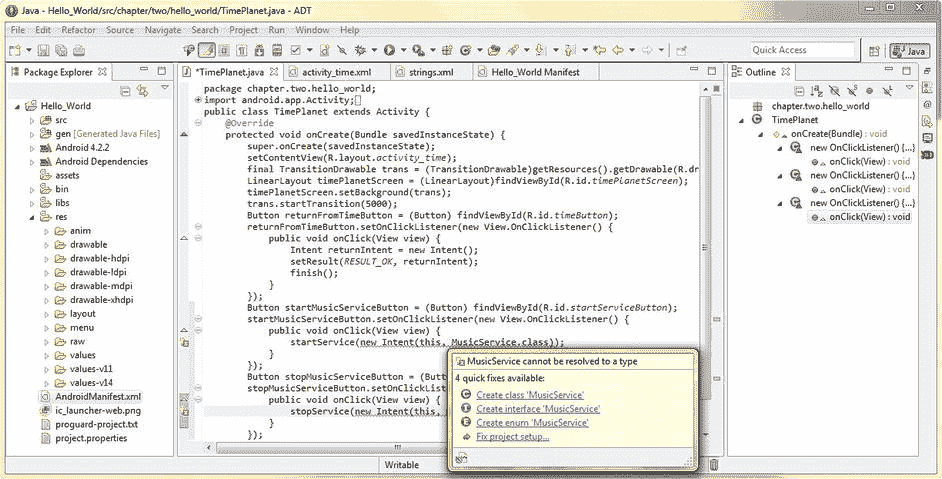 Java - Hello_World/src/chapter/two/hello_world/TimePlanet.java - ADT
File Edit Refactor Source Navigate Search Project Run Window Help
Quick Access
Java
Package Explorer
Hello_World
src
gen [Generated Java Files]
Android 4.2.2
Android Dependencies
assets
bin
libs
res
anim
drawable
drawable-hdpi
drawable-ldpi
drawable-mdpi
drawable-xhdpi
layout
menu
raw
values
values-v11
values-v14
AndroidManifest.xml
ic_launcher-web.png
proguard-project.txt
project.properties
*TimePlanet.java
activity_time.xml
strings.xml
Hello_World Manifest
package chapter.two.hello_world;
import android.app.Activity;
public class TimePlanet extends Activity {
@Override
protected void onCreate(Bundle savedInstanceState) {
super.onCreate(savedInstanceState);
setContentView(R.layout.activity_time);
final TransitionDrawable trans = (TransitionDrawable)getResources().getDrawable(R.dr
LinearLayout timePlanetScreen = (LinearLayout)findViewById(R.id.timePlanetScreen);
timePlanetScreen.setBackground(trans);
trans.startTransition(5000);
Button returnFromTimeButton = (Button) findViewById(R.id.timeButton);
returnFromTimeButton.setOnClickListener(new View.OnClickListener() {
public void onClick(View view) {
Intent returnIntent = new Intent();
setResult(RESULT_OK, returnIntent);
finish();
}
});
Button startMusicServiceButton = (Button) findViewById(R.id.startServiceButton);
startMusicServiceButton.setOnClickListener(new View.OnClickListener() {
public void onClick(View view) {
startService(new Intent(this, MusicService.class));
}
});
Button stopMusicServiceButton = (Butt
stopMusicServiceButton.setOnClickList
public void onClick(View view) {
stopService(new Intent(this,
}
});
MusicService cannot be resolved to a type
4 quick fixes available:
Create class 'MusicService'
Create interface 'MusicService'
Create enum 'MusicService'
Fix project setup...
Outline
chapter.two.hello_world
TimePlanet
onCreate(Bundle) : void
new OnClickListener() {...}
onClick(View) : void
new OnClickListener() {...}
onClick(View) : void
new OnClickListener() {...}
onClick(View) : void
Writable